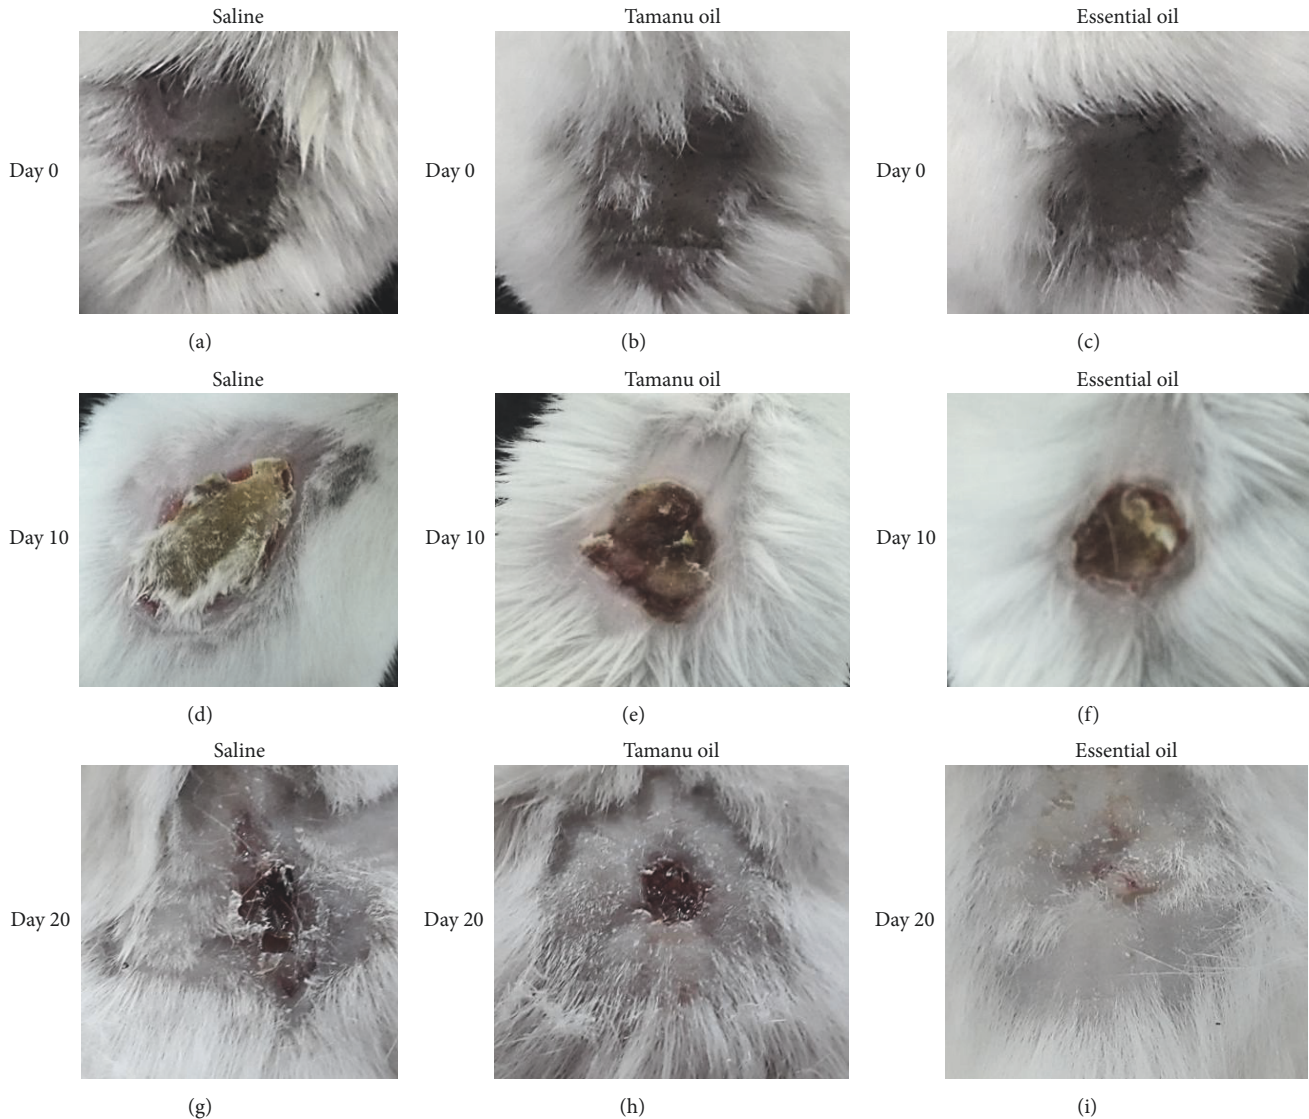 Saline
Tamanu oil
Essential oil
Day 0
Day 0
Day 0
(a)
(b)
(c)
Saline
Tamanu oil
Essential oil
Day 10
Day 10
Day 10
(d)
(e)
(f)
Saline
Tamanu oil
Essential oil
Day 20
Day 20
Day 20
(g)
(h)
(i)